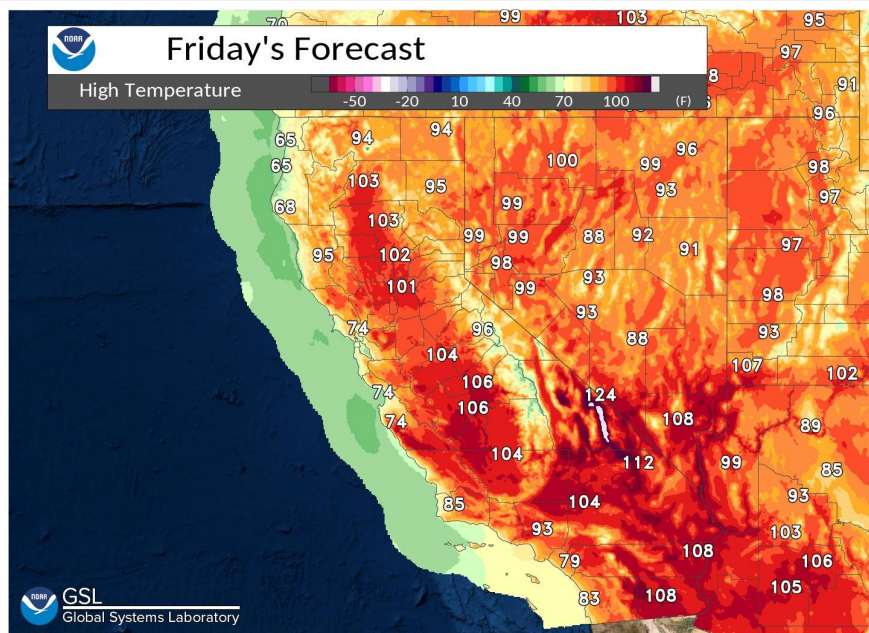 70 99 103 95
NOAA
Friday's Forecast
97
High Temperature
-50 -20 10 40 70 100 (F)
91
96
65 94 94
96
100 99
65
98
103 95 93
97
99
68
103
99 99 88 92
97
95 102 98 91
93
101 99
98
93
74 96 88
93
104
107
106
102
74 124
106
74 108
89
104 112 99
85
93
85 104
93 103
108
79 106
105
83 108
NOAA
GSL
Global Systems Laboratory